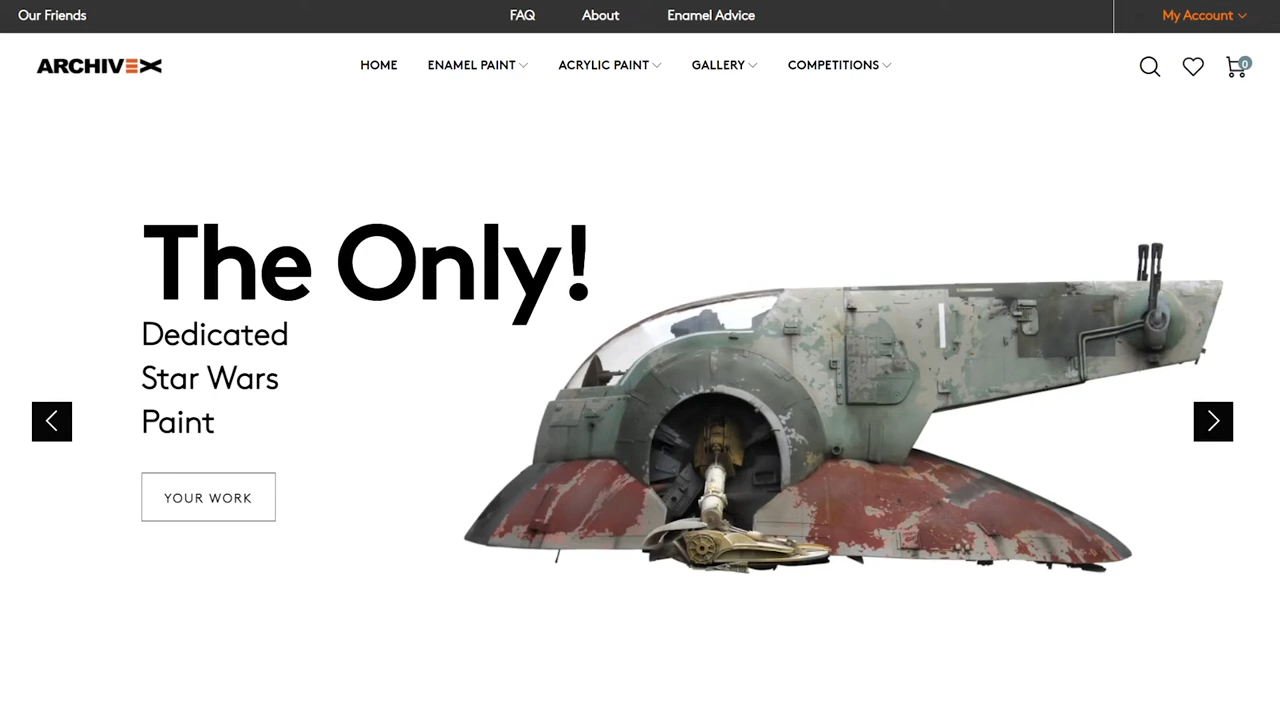 Our Friends FAQ About Enamel Advice My Account
ARCHIVEX HOME ENAMEL PAINT ACRYLIC PAINT GALLERY COMPETITIONS 0
The Only!
Dedicated
Star Wars
Paint
YOUR WORK